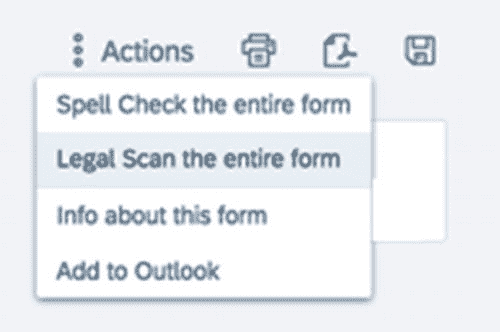 Actions
Spell Check the entire form
Legal Scan the entire form
Info about this form
Add to Outlook